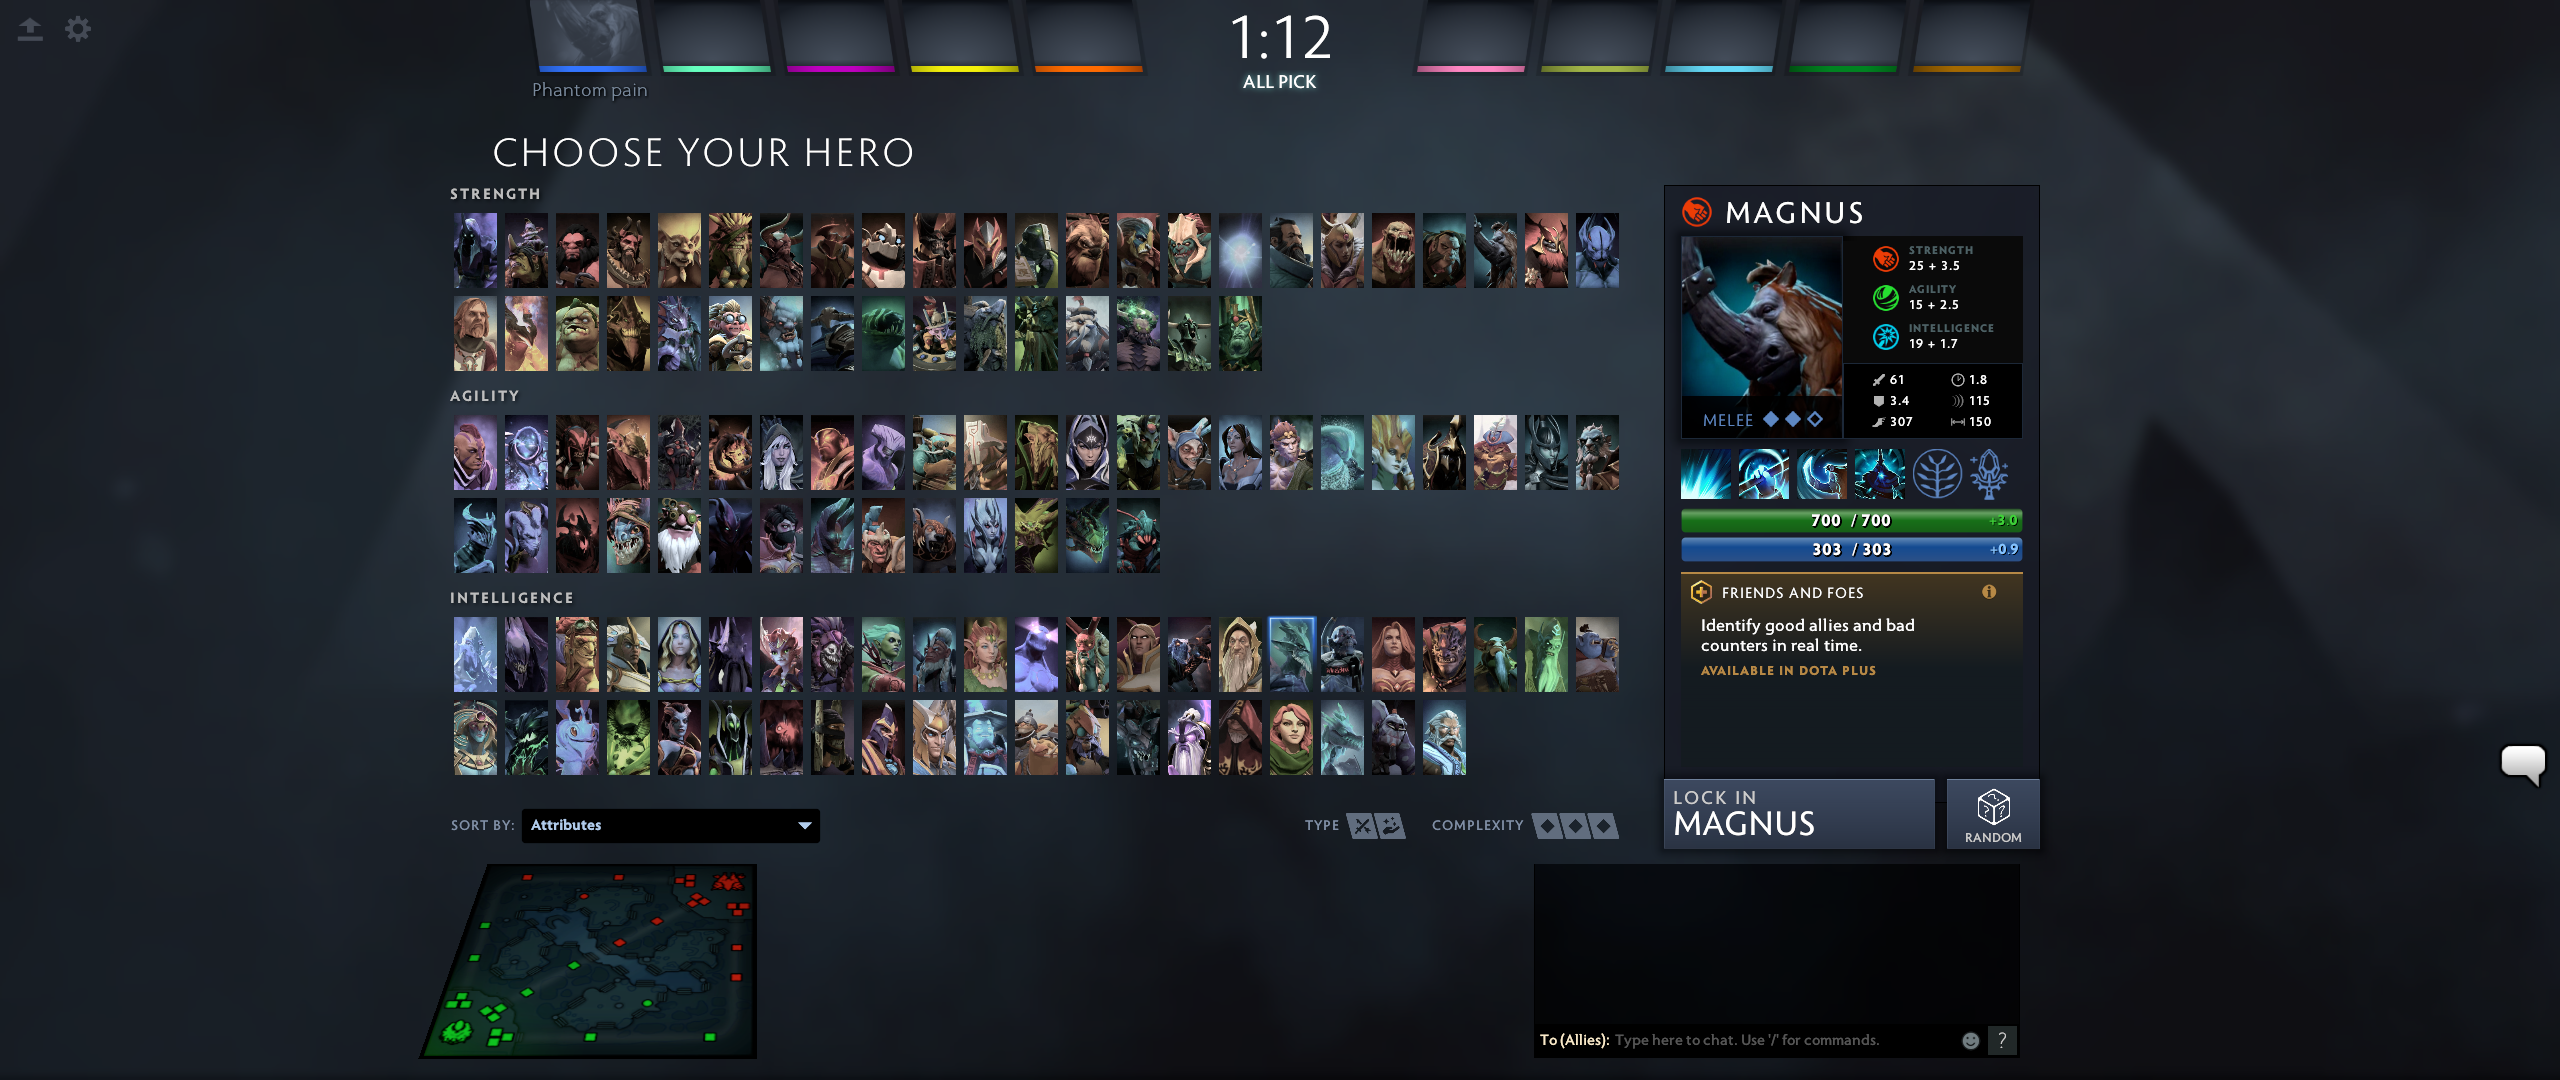 1:12
ALL PICK
Phantom pain
CHOOSE YOUR HERO
STRENGTH
AGILITY
INTELLIGENCE
SORT BY: Attributes
TYPE
COMPLEXITY
MAGNUS
STRENGTH
25 + 3.5
AGILITY
15 + 2.5
INTELLIGENCE
19 + 1.7
MELEE
61 1.8
3.4 115
307 150
700 / 700 +3.0
303 / 303 +0.9
FRIENDS AND FOES
Identify good allies and bad
counters in real time.
AVAILABLE IN DOTA PLUS
LOCK IN
MAGNUS
RANDOM
To (Allies): Type here to chat. Use '/' for commands.
?